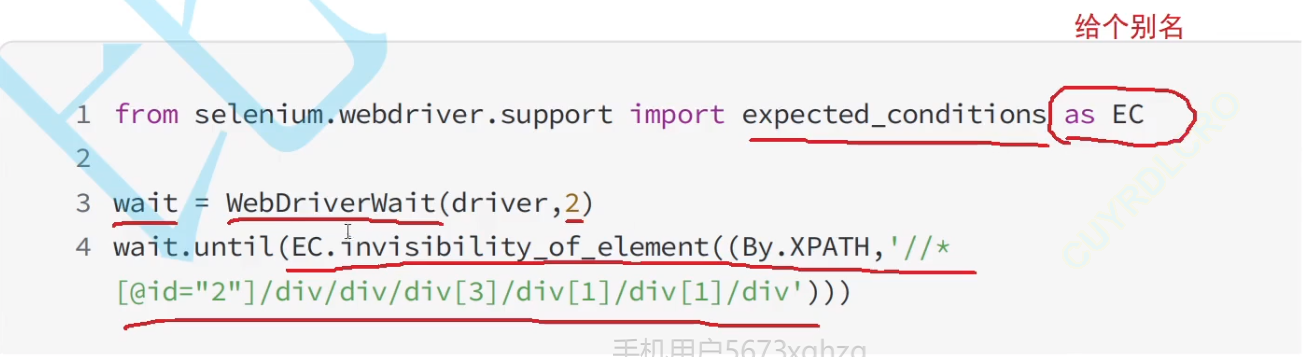 给个别名
1 from selenium.webdriver.support import expected_conditions as EC
2
3 wait = WebDriverWait(driver,2)
4 wait.until(EC.invisibility_of_element((By.XPATH,'//*
[@id="2"]/div/div/div[3]/div[1]/div[1]/div')))
CUYRDLCRO
手机用户5673xqhzq